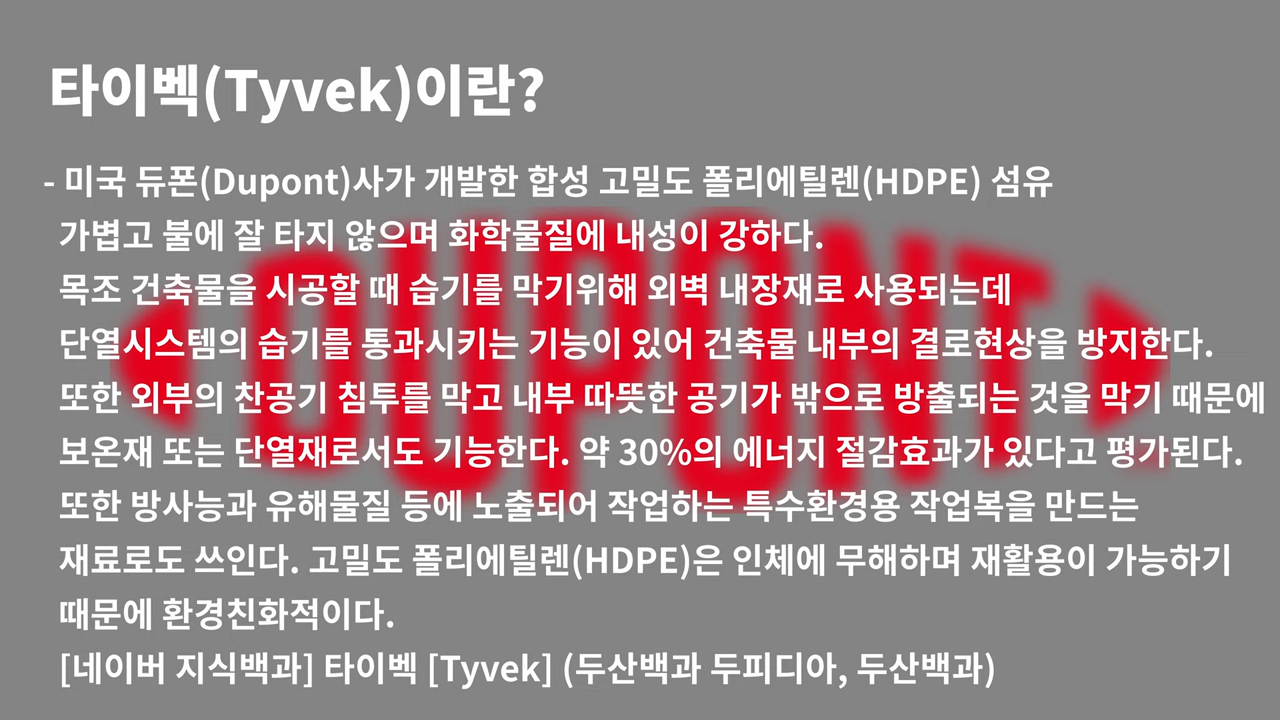 타이벡(Tyvek)이란?
- 미국 듀폰(Dupont)사가 개발한 합성 고밀도 폴리에틸렌(HDPE) 섬유
가볍고 불에 잘 타지 않으며 화학물질에 내성이 강하다.
목조 건축물을 시공할 때 습기를 막기위해 외벽 내장재로 사용되는데
단열시스템의 습기를 통과시키는 기능이 있어 건축물 내부의 결로현상을 방지한다.
또한 외부의 찬공기 침투를 막고 내부 따뜻한 공기가 밖으로 방출되는 것을 막기 때문에
보온재 또는 단열재로서도 기능한다. 약 30%의 에너지 절감효과가 있다고 평가된다.
또한 방사능과 유해물질 등에 노출되어 작업하는 특수환경용 작업복을 만드는
재료로도 쓰인다. 고밀도 폴리에틸렌(HDPE)은 인체에 무해하며 재활용이 가능하기
때문에 환경친화적이다.
[네이버 지식백과] 타이벡 [Tyvek] (두산백과 두피디아, 두산백과)
DUPONT